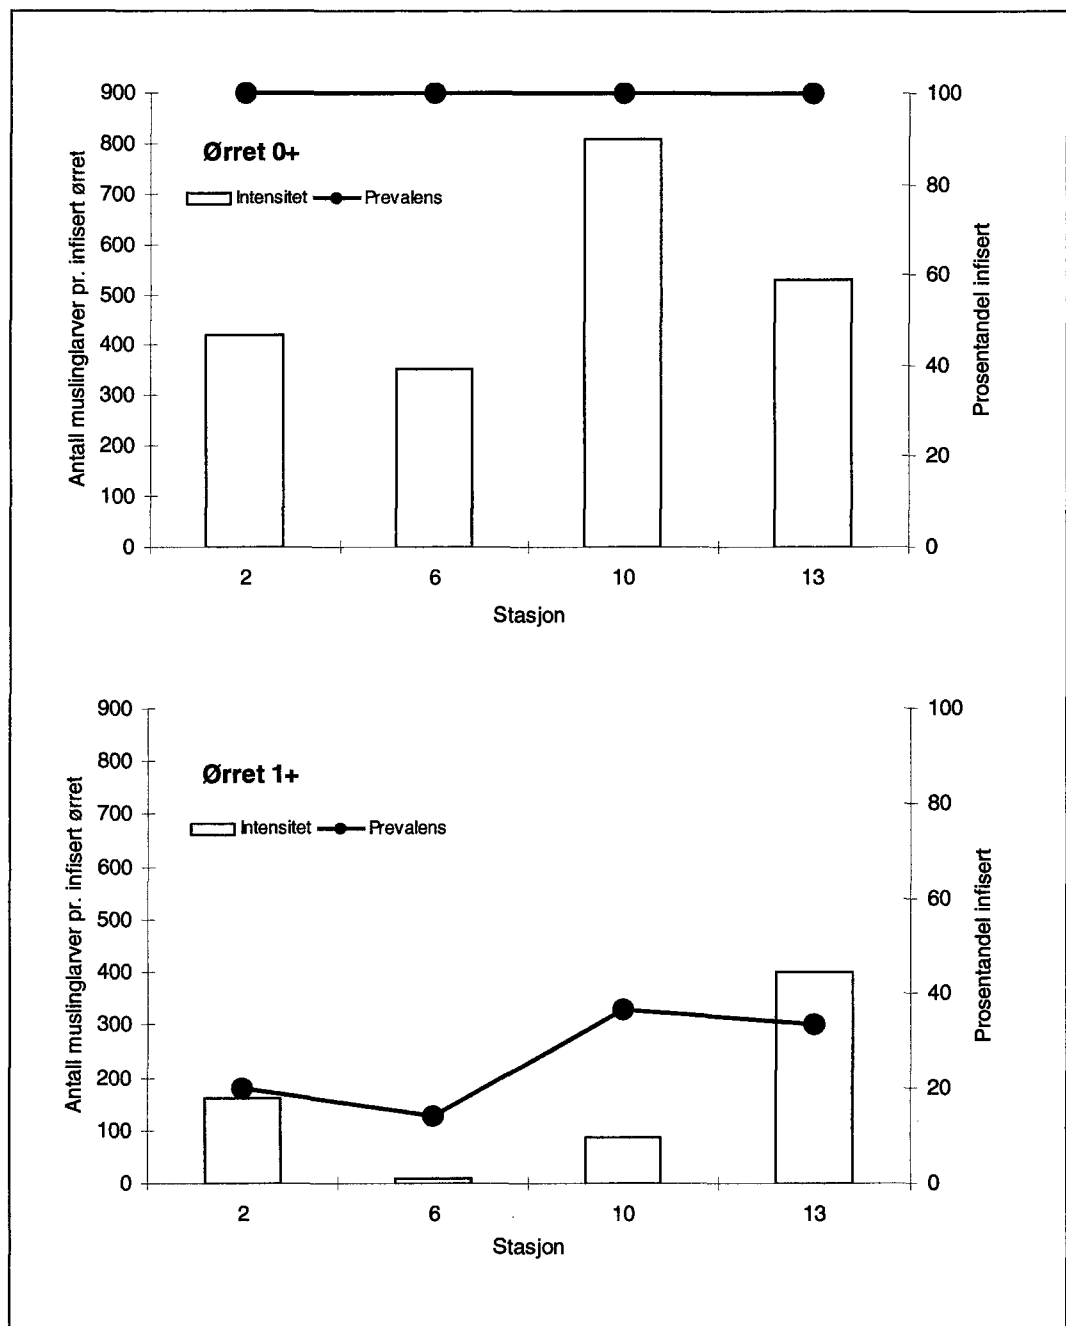 900
800
700
600
500
400
300
200
100
0
Antall muslinglarver pr. infisert ørret
Ørret 0+
Intensitet Prevalens
100
80
60
40
20
0
Prosentandel infisert
2 6 10 13
Stasjon
900
800
700
600
500
400
300
200
100
0
Antall muslinglarver pr. infisert ørret
Ørret 1+
Intensitet Prevalens
100
80
60
40
20
0
Prosentandel infisert
2 6 10 13
Stasjon